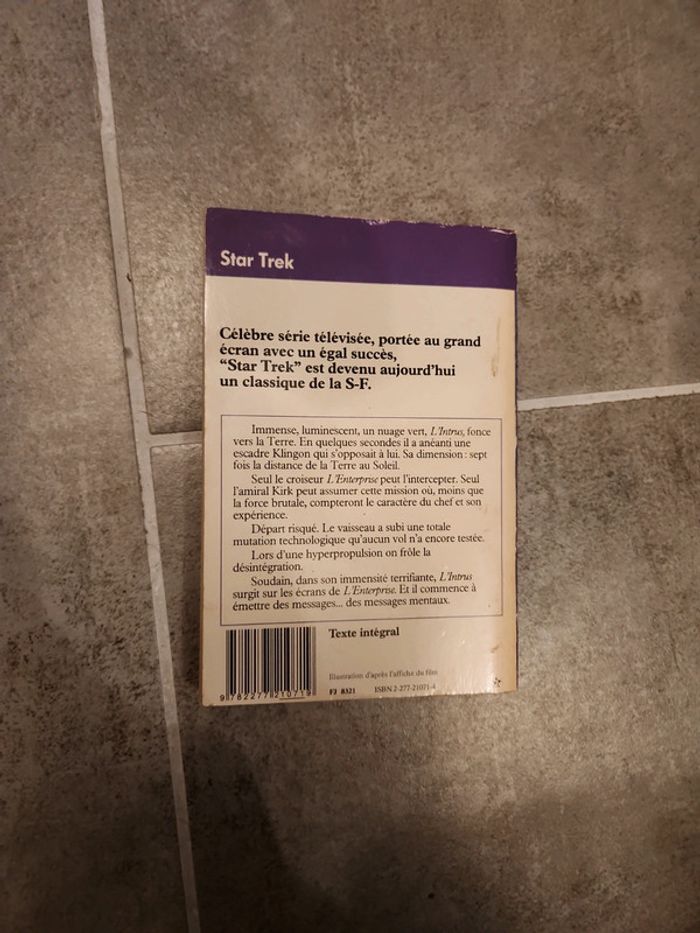 Star Trek
Célèbre série télévisée, portée au grand
écran avec un égal succès,
“Star Trek” est devenu aujourd'hui
un classique de la S-F.
Immense, luminescent, un nuage vert, L'Intrus, fonce
vers la Terre. En quelques secondes il a anéanti une
escadre Klingon qui s'opposait à lui. Sa dimension : sept
fois la distance de la Terre au Soleil.
Seul le croiseur L'Enterprise peut l'intercepter. Seul
l'amiral Kirk peut assumer cette mission où, moins que
la force brutale, compteront le caractère du chef et son
expérience.
Départ risqué. Le vaisseau a subi une totale
mutation technologique qu'aucun vol n'a encore testée.
Lors d'une hyperpropulsion on frôle la
désintégration.
Soudain, dans son immensité terrifiante, L'Intrus
surgit sur les écrans de L'Enterprise. Et il commence à
émettre des messages... des messages mentaux.
Texte intégral
Illustration d'après l'affiche du film
FJ 8321 ISBN 2-277-21071-4
9 782277 210719